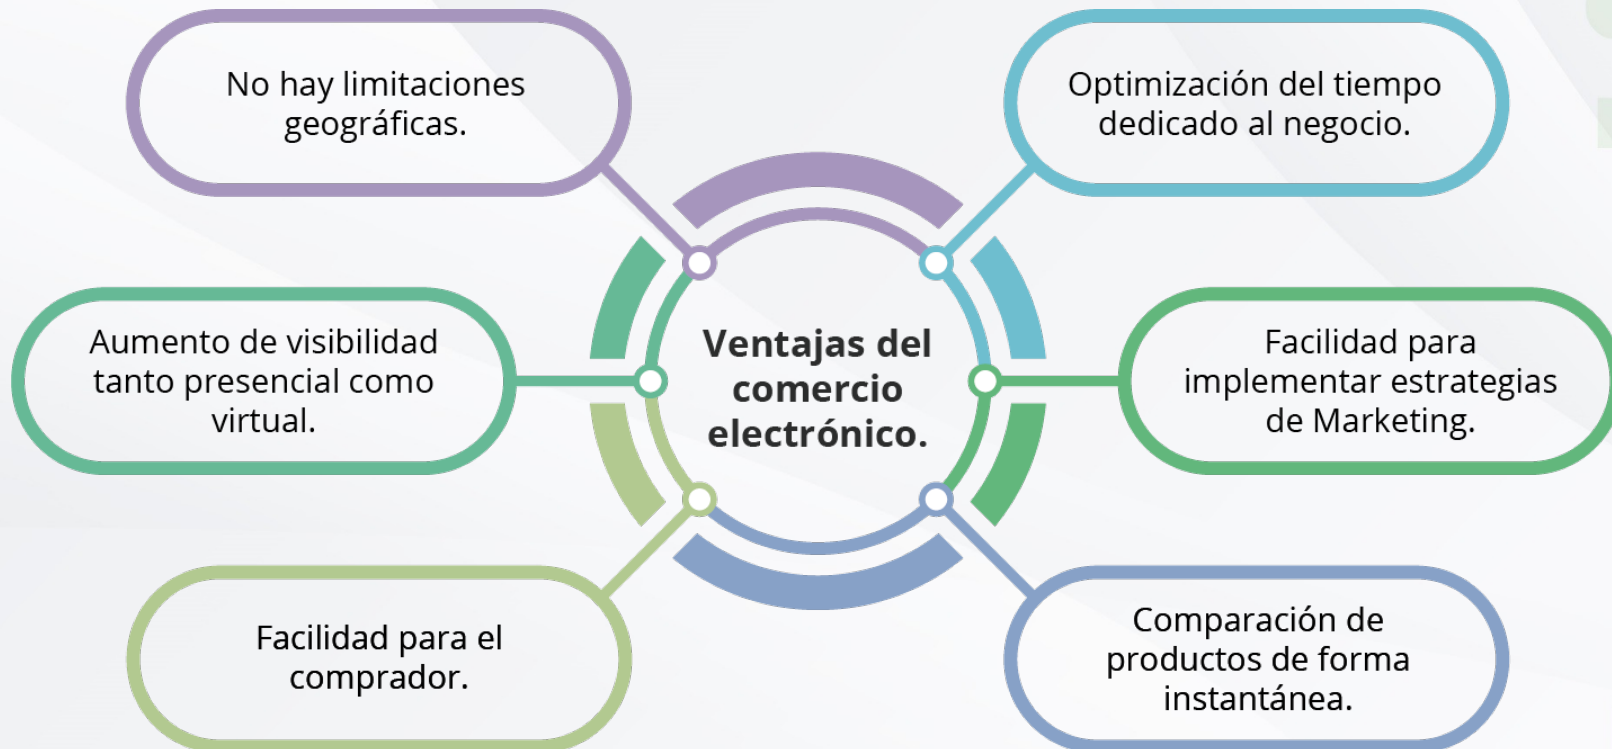 No hay limitaciones
geográficas.
Optimización del tiempo
dedicado al negocio.
Aumento de visibilidad
tanto presencial como
virtual.
Ventajas del
comercio
electrónico.
Facilidad para
implementar estrategias
de Marketing.
Facilidad para el
comprador.
Comparación de
productos de forma
instantánea.